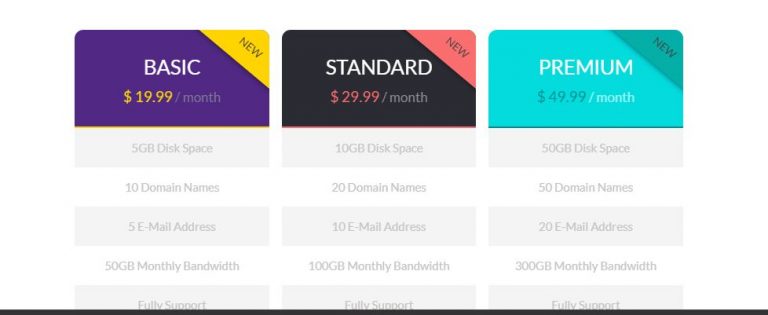 NEW
BASIC
$ 19.99 / month
5GB Disk Space
10 Domain Names
5 E-Mail Address
50GB Monthly Bandwidth
Fully Support
NEW
STANDARD
$ 29.99 / month
10GB Disk Space
20 Domain Names
10 E-Mail Address
100GB Monthly Bandwidth
Fully Support
NEW
PREMIUM
$ 49.99 / month
50GB Disk Space
50 Domain Names
20 E-Mail Address
300GB Monthly Bandwidth
Fully Support